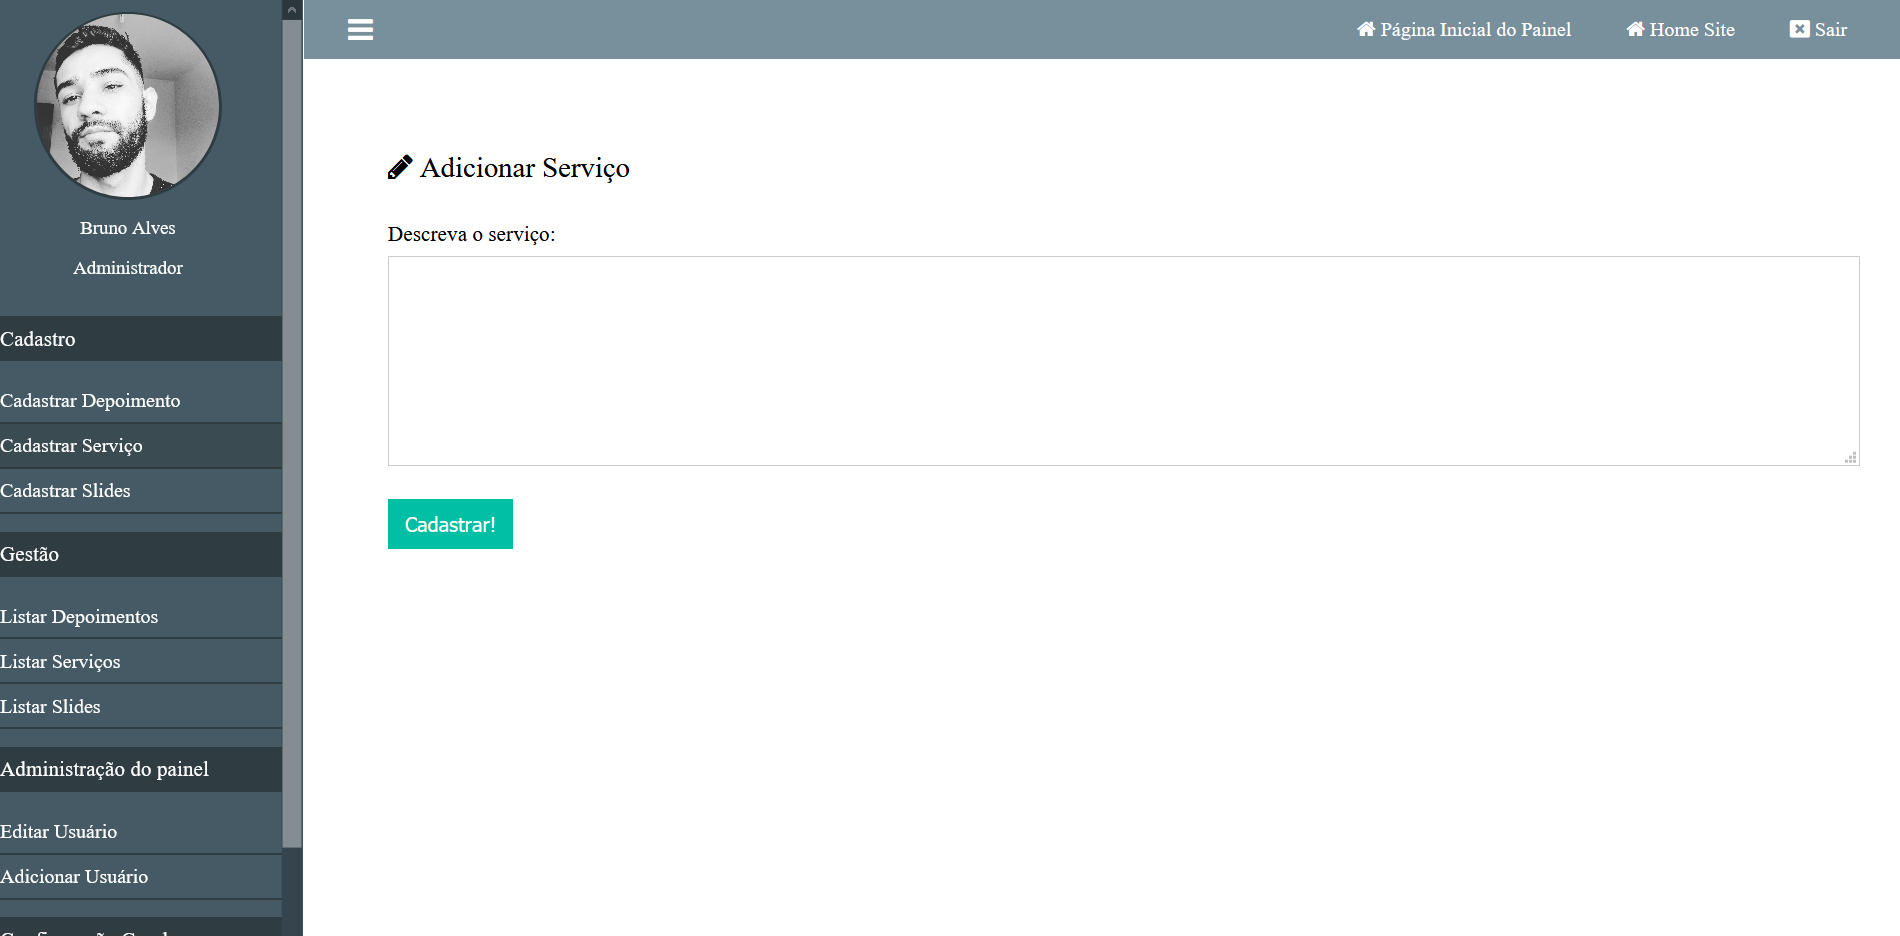 Bruno Alves
Administrador
Cadastro
Cadastrar Depoimento
Cadastrar Serviço
Cadastrar Slides
Gestão
Listar Depoimentos
Listar Serviços
Listar Slides
Administração do painel
Editar Usuário
Adicionar Usuário
Página Inicial do Painel
Home Site
Sair
Adicionar Serviço
Descreva o serviço:
Cadastrar!